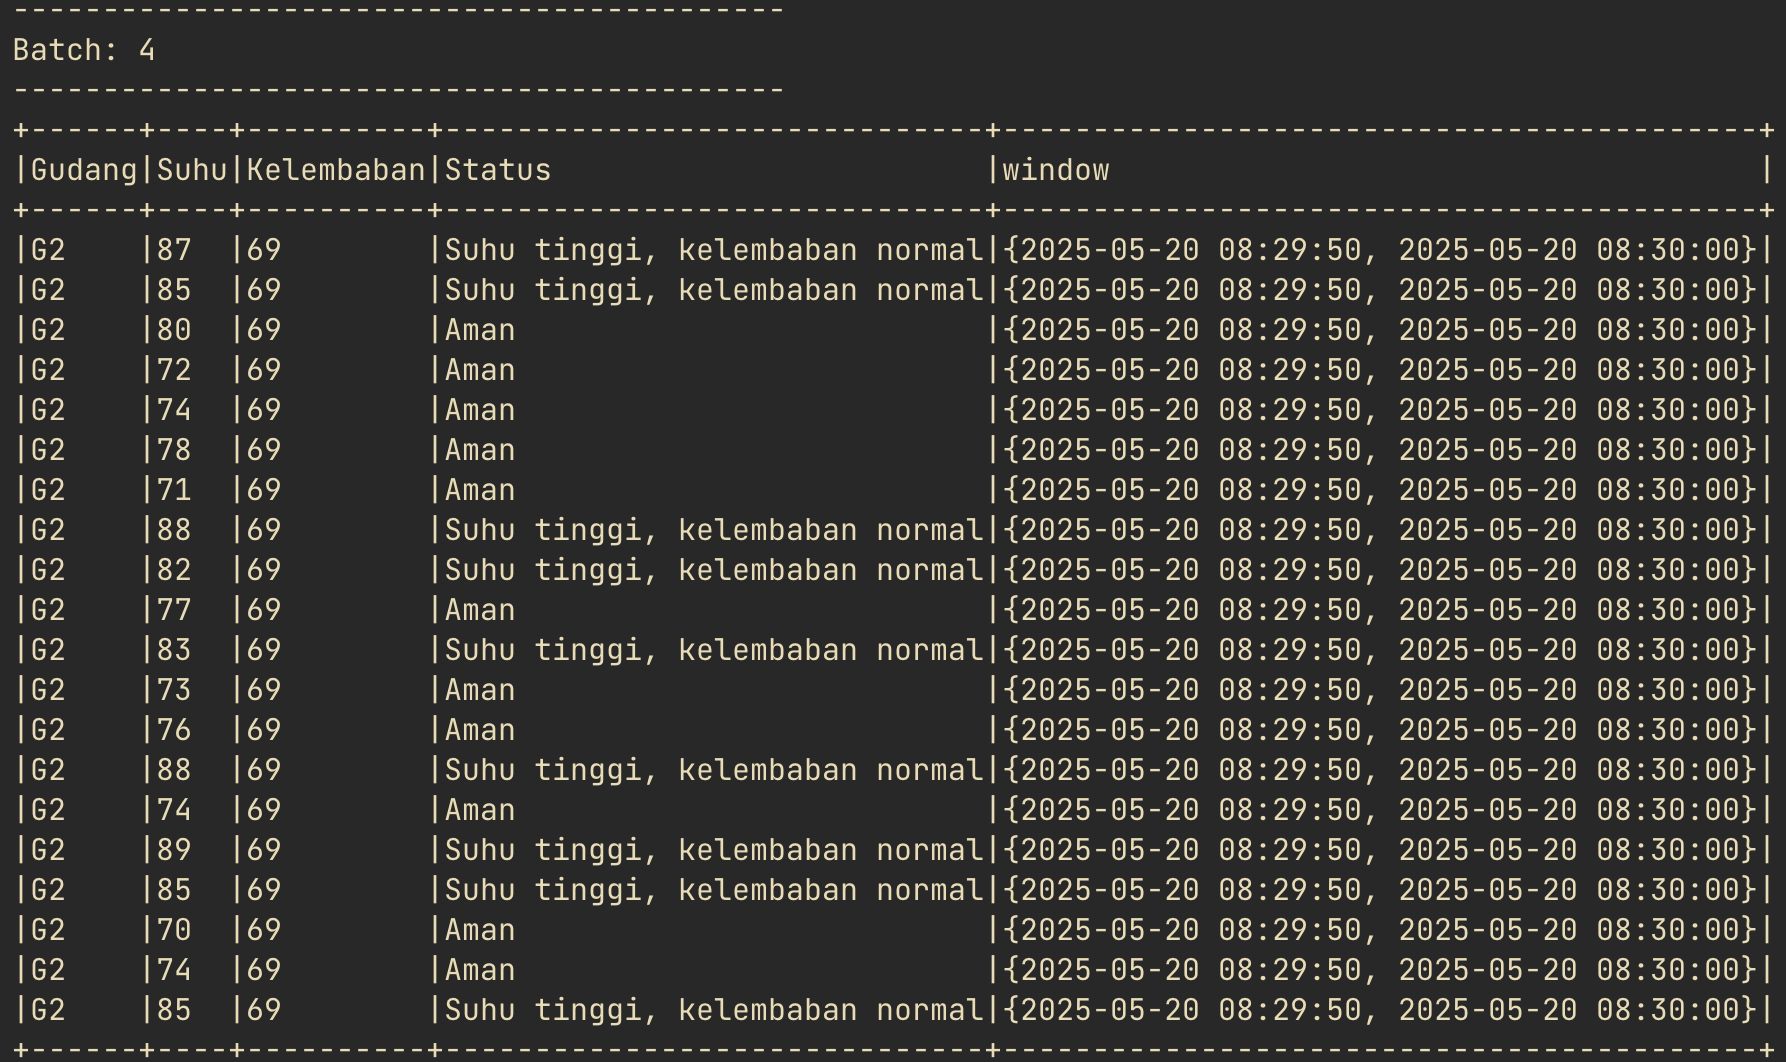 -------------------------------------------
Batch: 4
-------------------------------------------
+------+----+----------+------------------------------+------------------------------------------+
|Gudang|Suhu|Kelembaban|Status                        |window                                    |
+------+----+----------+------------------------------+------------------------------------------+
|G2    |87  |69        |Suhu tinggi, kelembaban normal|{2025-05-20 08:29:50, 2025-05-20 08:30:00}|
|G2    |85  |69        |Suhu tinggi, kelembaban normal|{2025-05-20 08:29:50, 2025-05-20 08:30:00}|
|G2    |80  |69        |Aman                          |{2025-05-20 08:29:50, 2025-05-20 08:30:00}|
|G2    |72  |69        |Aman                          |{2025-05-20 08:29:50, 2025-05-20 08:30:00}|
|G2    |74  |69        |Aman                          |{2025-05-20 08:29:50, 2025-05-20 08:30:00}|
|G2    |78  |69        |Aman                          |{2025-05-20 08:29:50, 2025-05-20 08:30:00}|
|G2    |71  |69        |Aman                          |{2025-05-20 08:29:50, 2025-05-20 08:30:00}|
|G2    |88  |69        |Suhu tinggi, kelembaban normal|{2025-05-20 08:29:50, 2025-05-20 08:30:00}|
|G2    |82  |69        |Suhu tinggi, kelembaban normal|{2025-05-20 08:29:50, 2025-05-20 08:30:00}|
|G2    |77  |69        |Aman                          |{2025-05-20 08:29:50, 2025-05-20 08:30:00}|
|G2    |83  |69        |Suhu tinggi, kelembaban normal|{2025-05-20 08:29:50, 2025-05-20 08:30:00}|
|G2    |73  |69        |Aman                          |{2025-05-20 08:29:50, 2025-05-20 08:30:00}|
|G2    |76  |69        |Aman                          |{2025-05-20 08:29:50, 2025-05-20 08:30:00}|
|G2    |88  |69        |Suhu tinggi, kelembaban normal|{2025-05-20 08:29:50, 2025-05-20 08:30:00}|
|G2    |74  |69        |Aman                          |{2025-05-20 08:29:50, 2025-05-20 08:30:00}|
|G2    |89  |69        |Suhu tinggi, kelembaban normal|{2025-05-20 08:29:50, 2025-05-20 08:30:00}|
|G2    |85  |69        |Suhu tinggi, kelembaban normal|{2025-05-20 08:29:50, 2025-05-20 08:30:00}|
|G2    |70  |69        |Aman                          |{2025-05-20 08:29:50, 2025-05-20 08:30:00}|
|G2    |74  |69        |Aman                          |{2025-05-20 08:29:50, 2025-05-20 08:30:00}|
|G2    |85  |69        |Suhu tinggi, kelembaban normal|{2025-05-20 08:29:50, 2025-05-20 08:30:00}|
+------+----+----------+------------------------------+------------------------------------------+